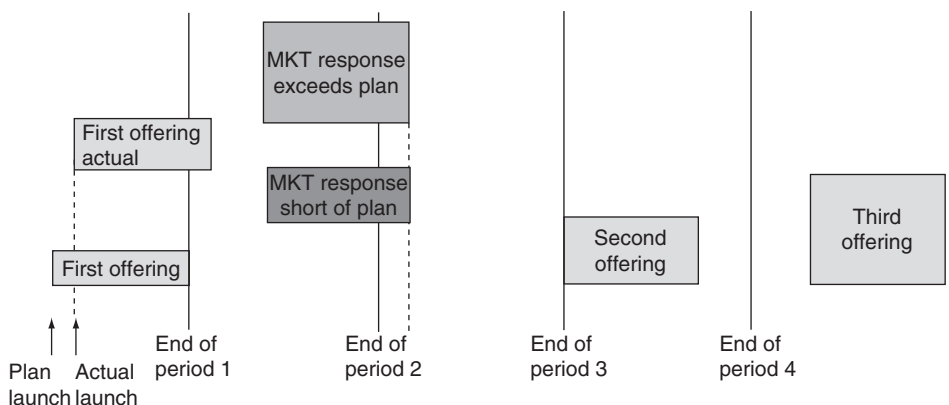 MKT response
exceeds plan
First offering
actual
MKT response
short of plan
First offering
Second
offering
Third
offering
Plan
launch
Actual
launch
End of
period 1
End of
period 2
End of
period 3
End of
period 4